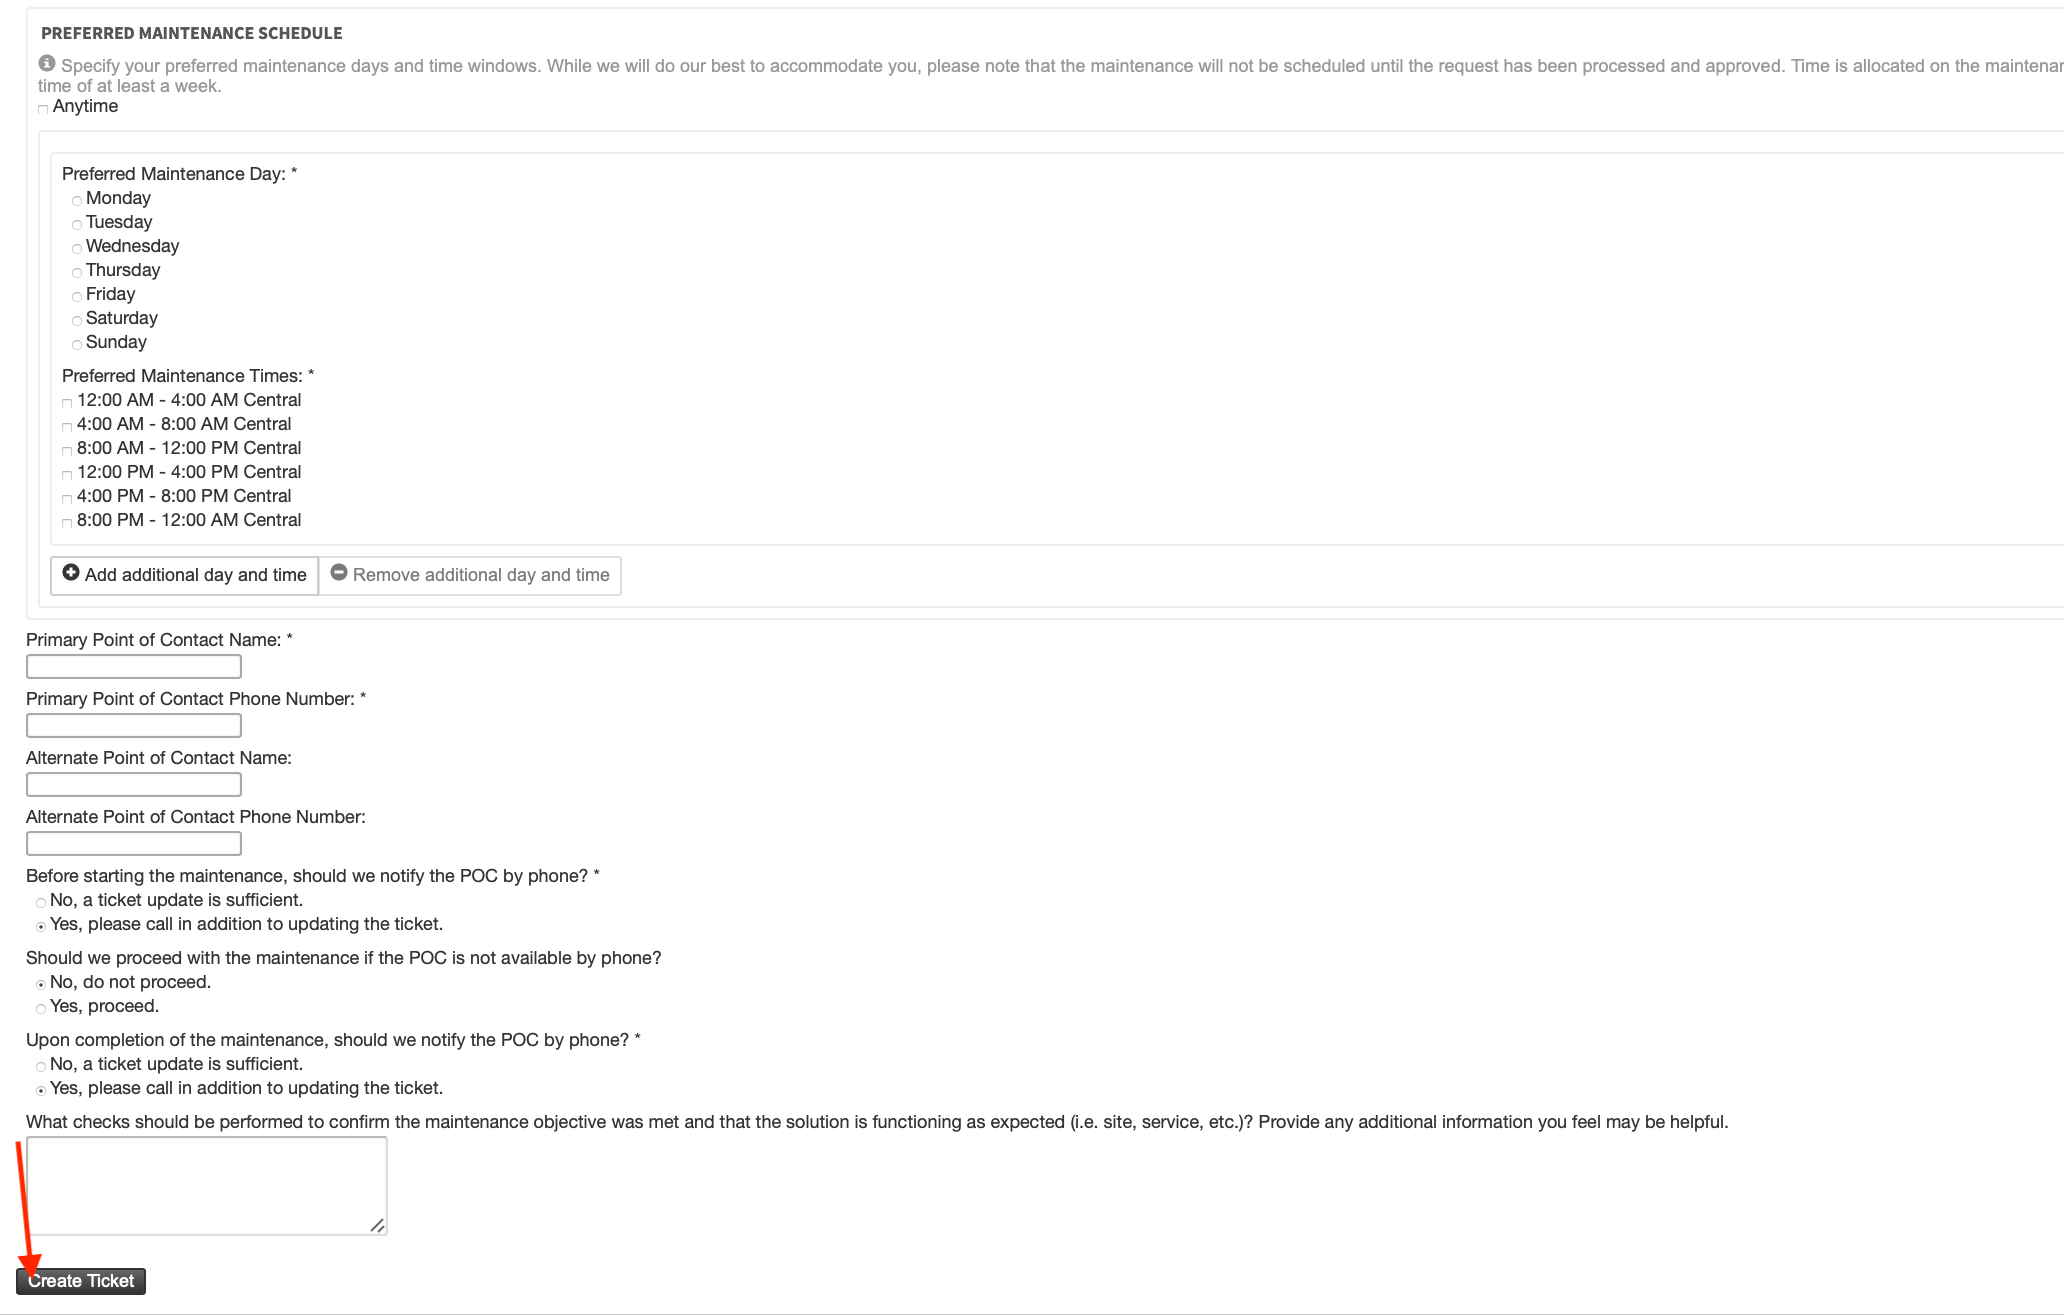 PREFERRED MAINTENANCE SCHEDULE
Specify your preferred maintenance days and time windows. While we will do our best to accommodate you, please note that the maintenance will not be scheduled until the request has been processed and approved. Time is allocated on the
time of at least a week.
Anytime
Preferred Maintenance Day: *
Monday
Tuesday
Wednesday
Thursday
Friday
Saturday
Sunday
Preferred Maintenance Times: *
12:00 AM - 4:00 AM Central
4:00 AM - 8:00 AM Central
8:00 AM - 12:00 PM Central
12:00 PM - 4:00 PM Central
4:00 PM - 8:00 PM Central
8:00 PM - 12:00 AM Central
Add additional day and time Remove additional day and time
Primary Point of Contact Name: *
Primary Point of Contact Phone Number: *
Alternate Point of Contact Name:
Alternate Point of Contact Phone Number:
Before starting the maintenance, should we notify the POC by phone? *
No, a ticket update is sufficient.
Yes, please call in addition to updating the ticket.
Should we proceed with the maintenance if the POC is not available by phone?
No, do not proceed.
Yes, proceed.
Upon completion of the maintenance, should we notify the POC by phone? *
No, a ticket update is sufficient.
Yes, please call in addition to updating the ticket.
What checks should be performed to confirm the maintenance objective was met and that the solution is functioning as expected (i.e. site, service, etc.)? Provide any additional information you feel may be helpful.
Create Ticket